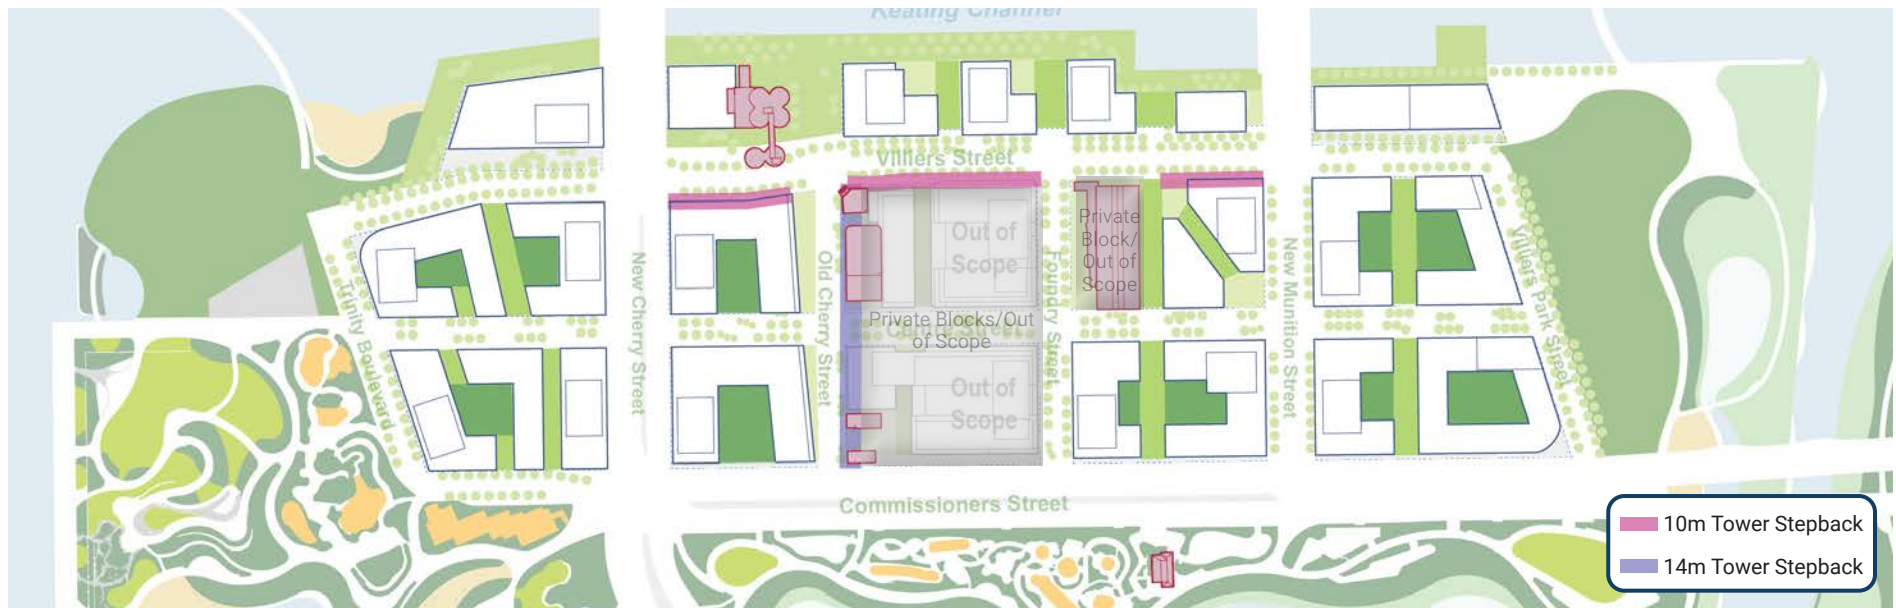 Keating Channel
Villiers Street
Out of
Scope
Private
Block/
Out of
Scope
Private Blocks/Out
of Scope
Out of
Scope
Trinity Boulevard
New Cherry Street
Old Cherry Street
Foundry Street
New Munition Street
Villiers Park Street
Commissioners Street
10m Tower Stepback
14m Tower Stepback